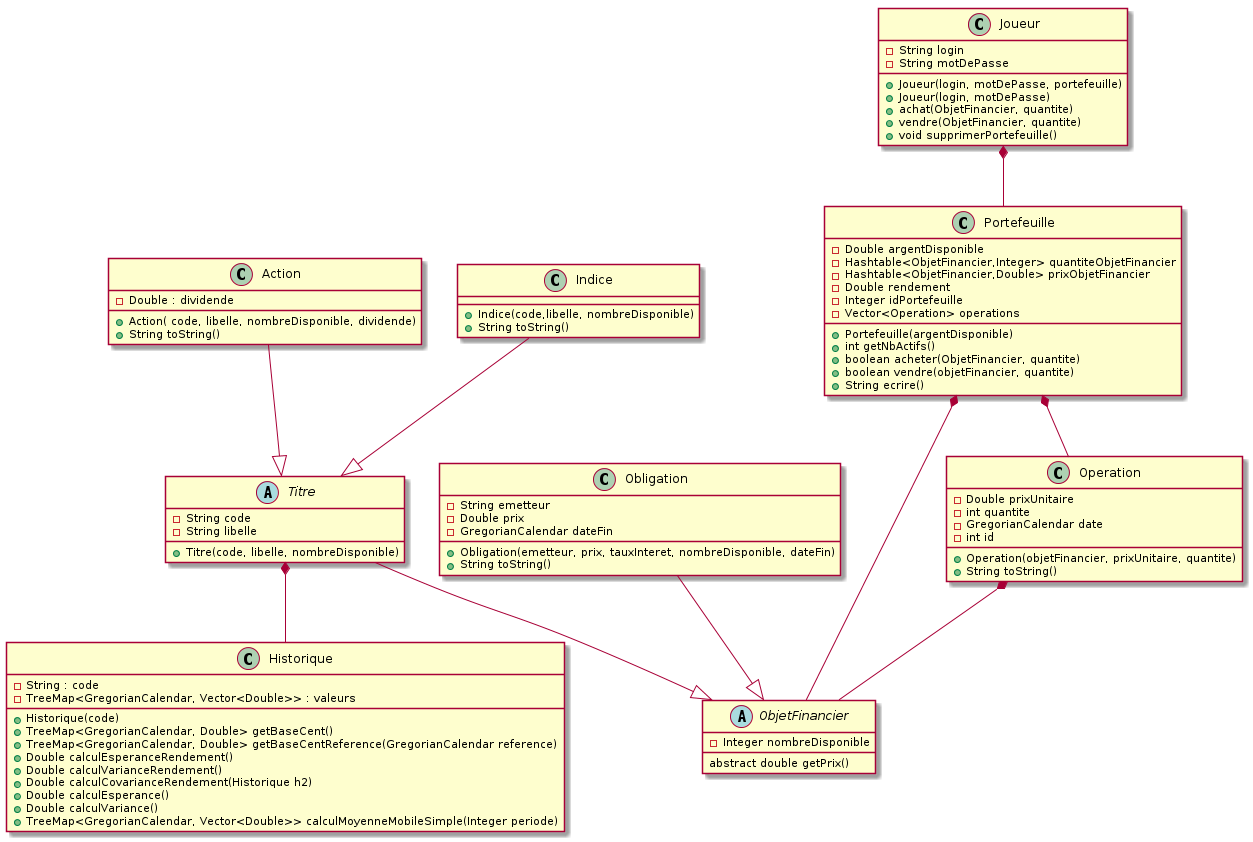 C Joueur
String login
String motDePasse
Joueur(login, motDePasse, portefeuille)
Joueur(login, motDePasse)
achat(ObjetFinancier, quantite)
vendre(ObjetFinancier, quantite)
void supprimerPortefeuille()
C Portefeuille
Double argentDisponible
Hashtable<ObjetFinancier,Integer> quantiteObjetFinancier
Hashtable<ObjetFinancier,Double> prixObjetFinancier
Double rendement
Integer idPortefeuille
Vector<Operation> operations
Portefeuille(argentDisponible)
int getNbActifs()
boolean acheter(ObjetFinancier, quantite)
boolean vendre(objetFinancier, quantite)
String ecrire()
C Action
Double : dividende
Action( code, libelle, nombreDisponible, dividende)
String toString()
C Indice
Indice(code,libelle, nombreDisponible)
String toString()
A Titre
String code
String libelle
Titre(code, libelle, nombreDisponible)
C Obligation
String emetteur
Double prix
GregorianCalendar dateFin
Obligation(emetteur, prix, tauxInteret, nombreDisponible, dateFin)
String toString()
C Operation
Double prixUnitaire
int quantite
GregorianCalendar date
int id
Operation(objetFinancier, prixUnitaire, quantite)
String toString()
C Historique
String : code
TreeMap<GregorianCalendar, Vector<Double>> : valeurs
Historique(code)
TreeMap<GregorianCalendar, Double> getBaseCent()
TreeMap<GregorianCalendar, Double> getBaseCentReference(GregorianCalendar reference)
Double calculEsperanceRendement()
Double calculVarianceRendement()
Double calculCovarianceRendement(Historique h2)
Double calculEsperance()
Double calculVariance()
TreeMap<GregorianCalendar, Vector<Double>> calculMoyenneMobileSimple(Integer periode)
A ObjetFinancier
Integer nombreDisponible
abstract double getPrix()